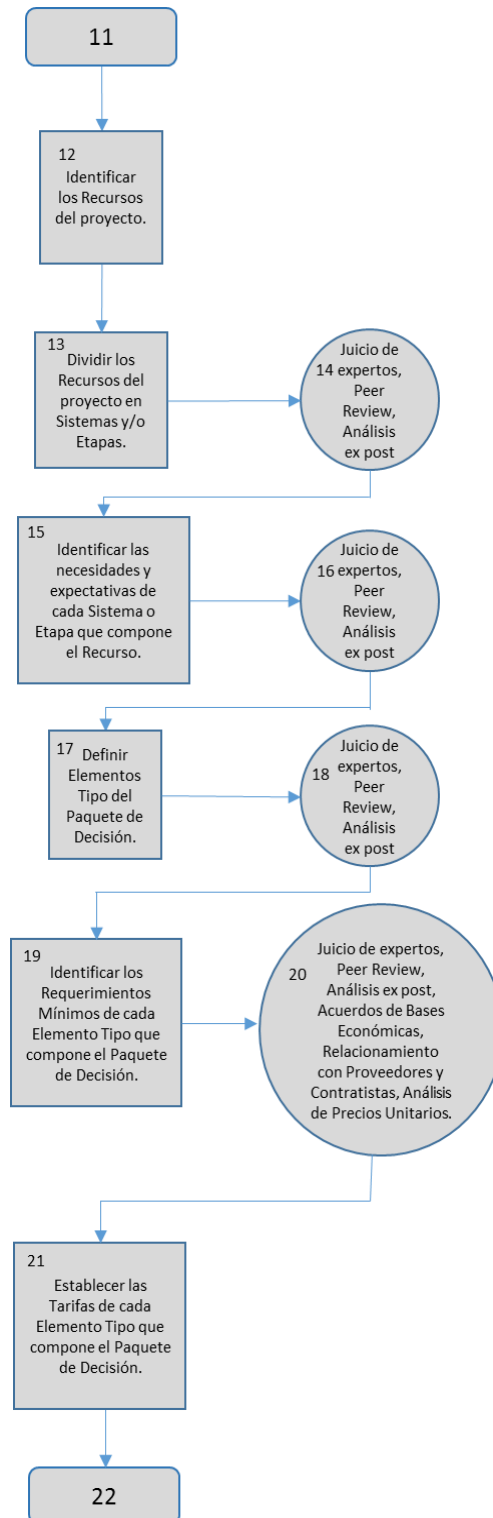 11
12
Identificar
los Recursos
del proyecto.
13
Dividir los
Recursos del
proyecto en
Sistemas y/o
Etapas.
Juicio de
14 expertos,
Peer
Review,
Análisis
ex post
15
Identificar las
necesidades y
expectativas de
cada Sistema o
Etapa que compone
el Recurso.
Juicio de
16 expertos,
Peer
Review,
Análisis
ex post
17 Definir
Elementos
Tipo del
Paquete de
Decisión.
Juicio de
18 expertos,
Peer
Review,
Análisis
ex post
19
Identificar los
Requerimientos
Mínimos de cada
Elemento Tipo que
compone el Paquete
de Decisión.
Juicio de expertos,
20 Peer Review,
Análisis ex post,
Acuerdos de Bases
Económicas,
Relacionamiento
con Proveedores y
Contratistas, Análisis
de Precios Unitarios.
21
Establecer las
Tarifas de cada
Elemento Tipo que
compone el Paquete
de Decisión.
22